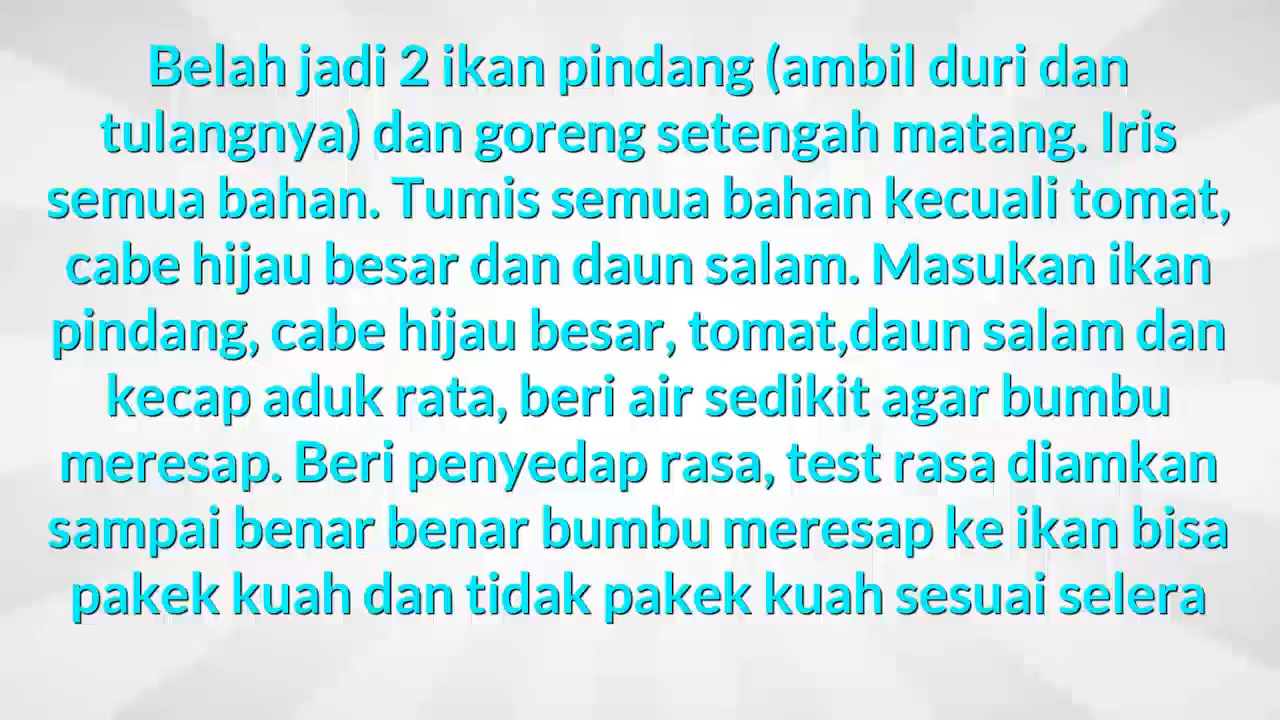 Belah jadi 2 ikan pindang (ambil duri dan
tulangnya) dan goreng setengah matang. Iris
semua bahan. Tumis semua bahan kecuali tomat,
cabe hijau besar dan daun salam. Masukan ikan
pindang, cabe hijau besar, tomat,daun salam dan
kecap aduk rata, beri air sedikit agar bumbu
meresap. Beri penyedap rasa, test rasa diamkan
sampai benar benar bumbu meresap ke ikan bisa
pakek kuah dan tidak pakek kuah sesuai selera